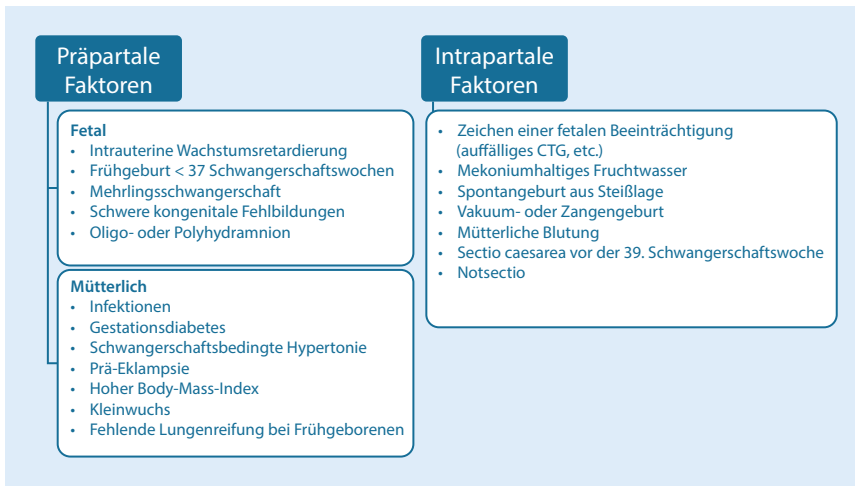 Präpartale
Faktoren
Fetal
• Intrauterine Wachstumsretardierung
• Frühgeburt < 37 Schwangerschaftswochen
• Mehrlingsschwangerschaft
• Schwere kongenitale Fehlbildungen
• Oligo- oder Polyhydramnion
Mütterlich
• Infektionen
• Gestationsdiabetes
• Schwangerschaftsbedingte Hypertonie
• Prä-Eklampsie
• Hoher Body-Mass-Index
• Kleinwuchs
• Fehlende Lungenreifung bei Frühgeborenen
Intrapartale
Faktoren
• Zeichen einer fetalen Beeinträchtigung
(auffälliges CTG, etc.)
• Mekoniumhaltiges Fruchtwasser
• Spontangeburt aus Steißlage
• Vakuum- oder Zangengeburt
• Mütterliche Blutung
• Sectio caesarea vor der 39. Schwangerschaftswoche
• Notsectio